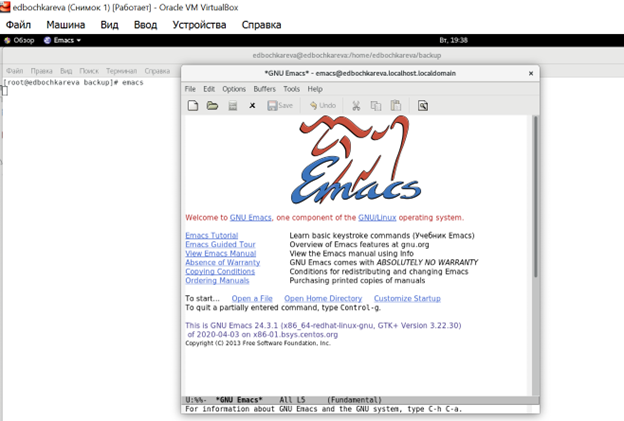 edbochkareva (Снимок 1) [Работает] - Oracle VM VirtualBox
Файл Машина Вид Ввод Устройства Справка
Обзор Emacs Вт, 19:38
edbochkareva@edbochkareva:/home/edbochkareva/backup
Файл Правка Вид Поиск Терминал Справка
[root@edbochkareva backup]# emacs
*GNU Emacs* - emacs@edbochkareva.localhost.localdomain
File Edit Options Buffers Tools Help
Save Undo
Emacs
Welcome to GNU Emacs, one component of the GNU/Linux operating system.
Emacs Tutorial Learn basic keystroke commands (Учебник Emacs)
Emacs Guided Tour Overview of Emacs features at gnu.org
View Emacs Manual View the Emacs manual using Info
Absence of Warranty GNU Emacs comes with ABSOLUTELY NO WARRANTY
Copying Conditions Conditions for redistributing and changing Emacs
Ordering Manuals Purchasing printed copies of manuals
To start... Open a File Open Home Directory Customize Startup
To quit a partially entered command, type Control-g.
This is GNU Emacs 24.3.1 (x86_64-redhat-linux-gnu, GTK+ Version 3.22.30)
of 2020-04-03 on x86-01.bsys.centos.org
Copyright (C) 2013 Free Software Foundation, Inc.
U:%%- *GNU Emacs* All L5 (Fundamental)
For information about GNU Emacs and the GNU system, type C-h C-a.